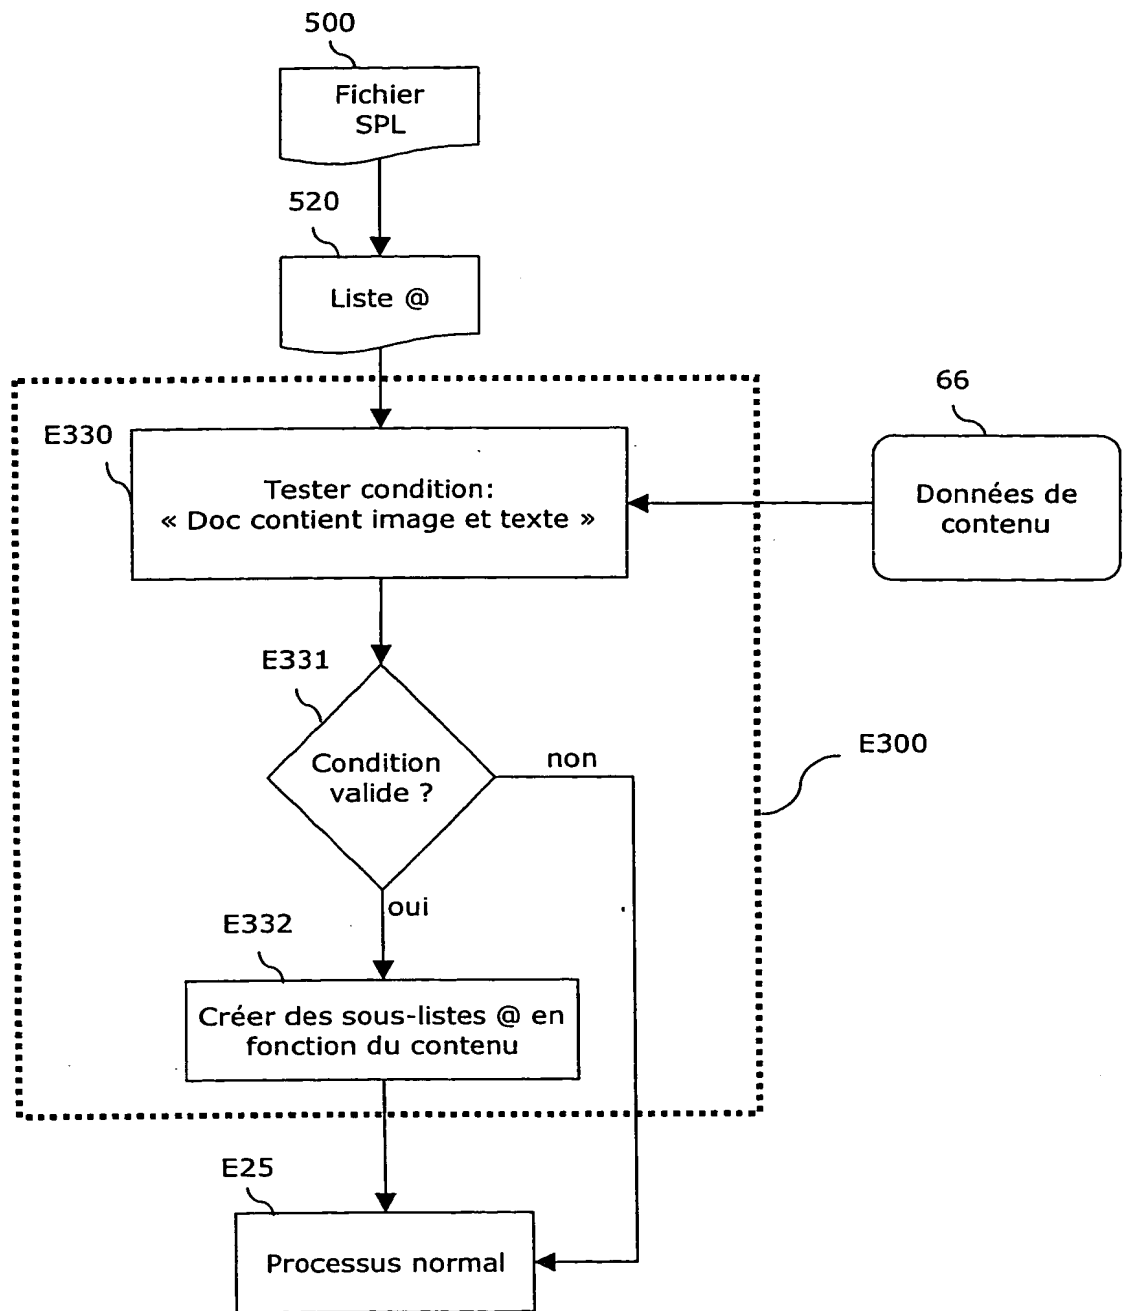 500
Fichier
SPL
520
Liste @
66
E330
Tester condition:
« Doc contient image et texte »
Données de
contenu
E331
Condition
valide ?
non
E300
oui
E332
Créer des sous-listes @ en
fonction du contenu
E25
Processus normal